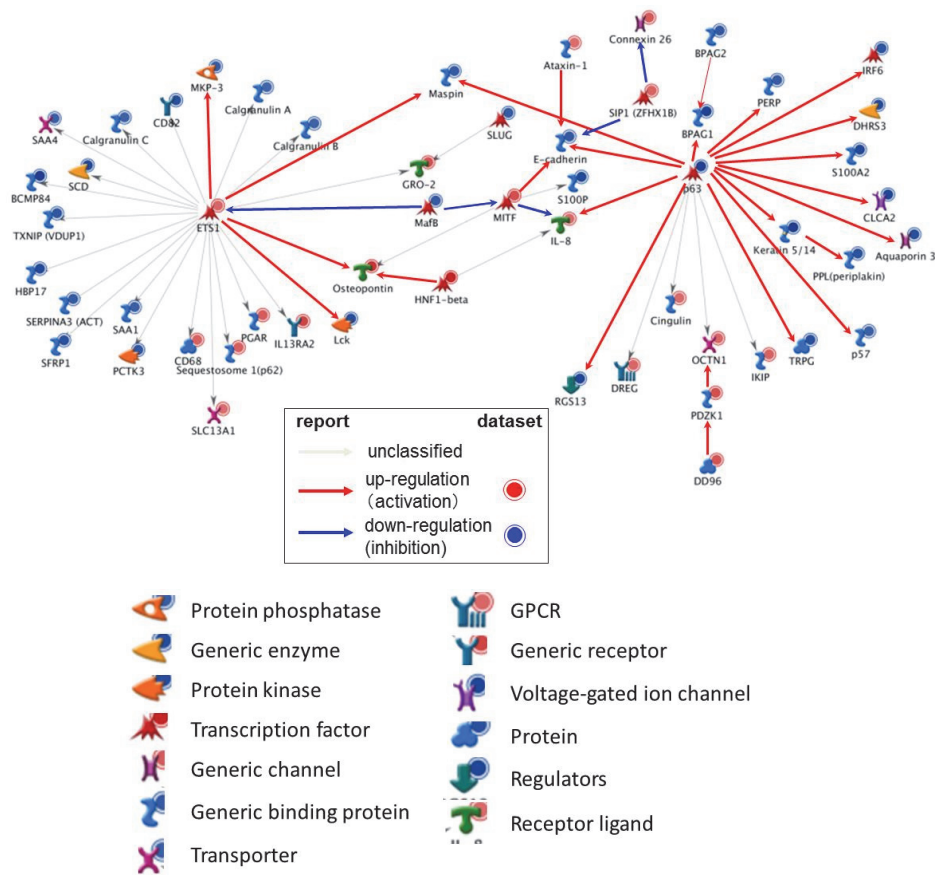 Connexin 26
BPAG2
Ataxin-1
IRF6
MKP-3
Maspin
PERP
Calgranulin A
SIP1 (ZFHX1B)
CD82
DHRS3
SAA4
Calgranulin C
SLUG
BPAG1
Calgranulin B
E-cadherin
S100A2
SCD
GRO-2
p63
BCMP84
S100P
CLCA2
ETS1
MafB
MITF
TXNIP (VDUP1)
IL-8
Keratin 5/14
Aquaporin 3
HBP17
Osteopontin
HNF1-beta
PPL(periplakin)
SERPINA3 (ACT)
SAA1
Cingulin
PGAR
IL13RA2
Lck
SFRP1
PCTK3
CD68
Sequestosome 1(p62)
OCTN1
IKIP
TRPG
p57
RGS13
DREG
PDZK1
SLC13A1
DD96
report dataset
unclassified
up-regulation
(activation)
down-regulation
(inhibition)
Protein phosphatase
Generic enzyme
Protein kinase
Transcription factor
Generic channel
Generic binding protein
Transporter
GPCR
Generic receptor
Voltage-gated ion channel
Protein
Regulators
Receptor ligand